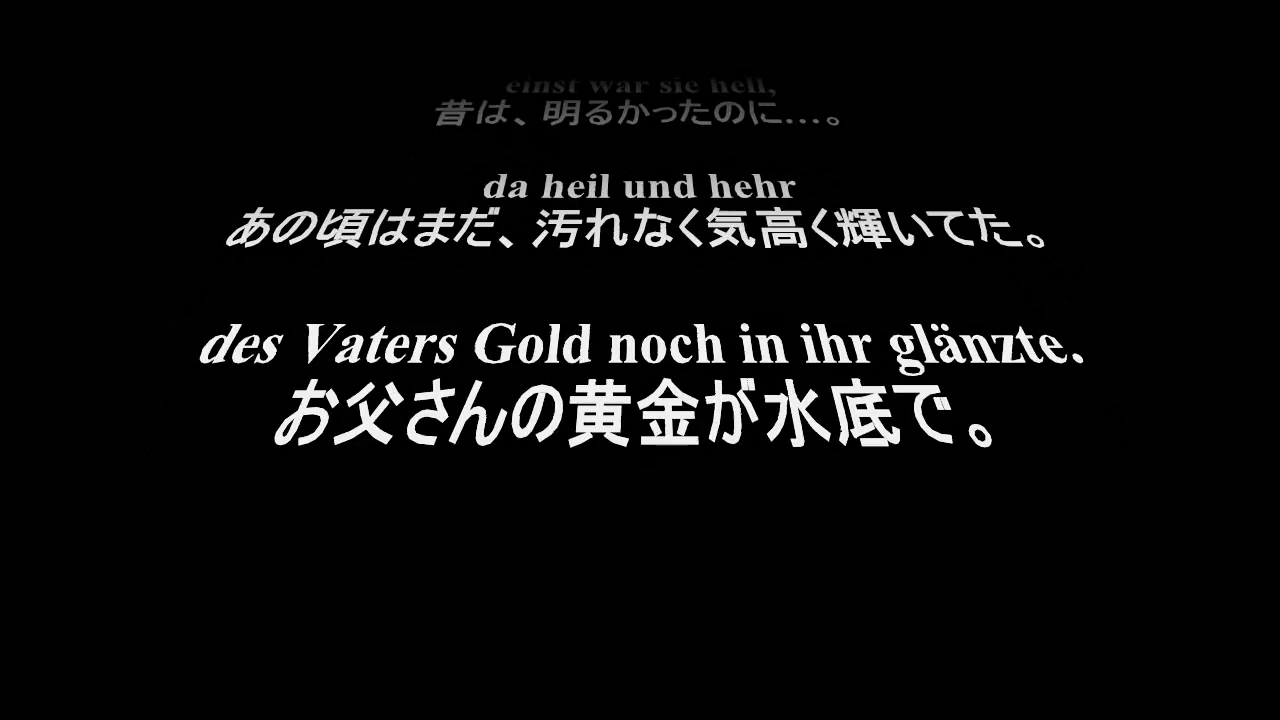 einst war sie hell,
昔は、明るかったのに...。
da heil und hehr
あの頃はまだ、汚れなく気高く輝いてた。
des Vaters Gold noch in ihr glänzte.
お父さんの黄金が水底で。